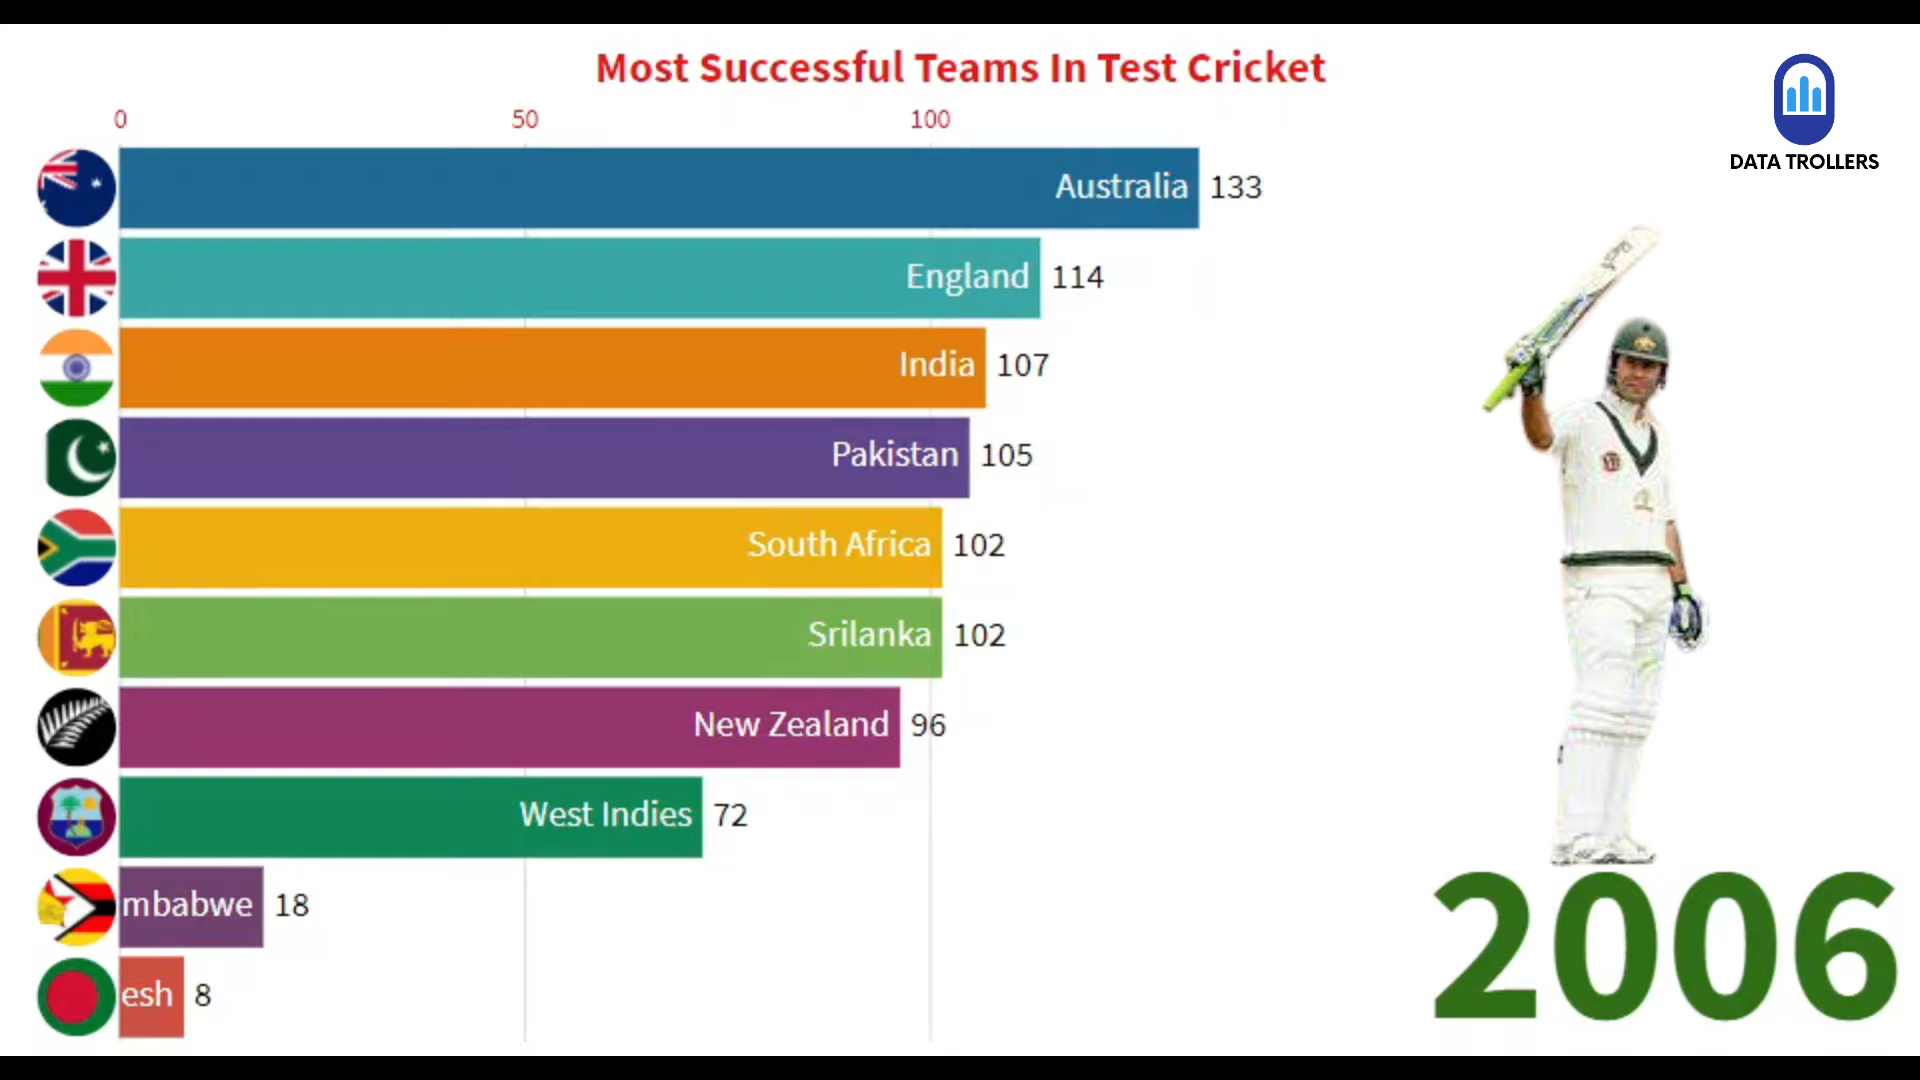 Most Successful Teams In Test Cricket
DATA TROLLERS
0 50 100
Australia 133
England 114
India 107
Pakistan 105
South Africa 102
Srilanka 102
New Zealand 96
West Indies 72
mbabwe 18
esh 8
2006